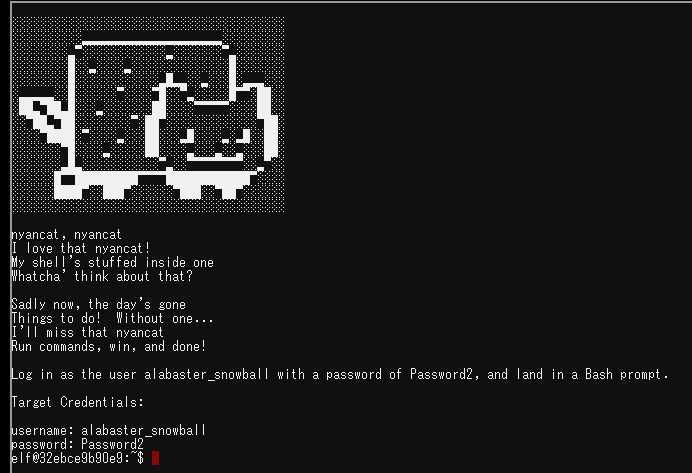 nyancat, nyancat
I love that nyancat!
My shell's stuffed inside one
Whatcha' think about that?
Sadly now, the day's gone
Things to do!  Without one...
I'll miss that nyancat
Run commands, win, and done!
Log in as the user alabaster_snowball with a password of Password2, and land in a Bash prompt.
Target Credentials:
username: alabaster_snowball
password: Password2
elf@32ebce9b90e9:~$